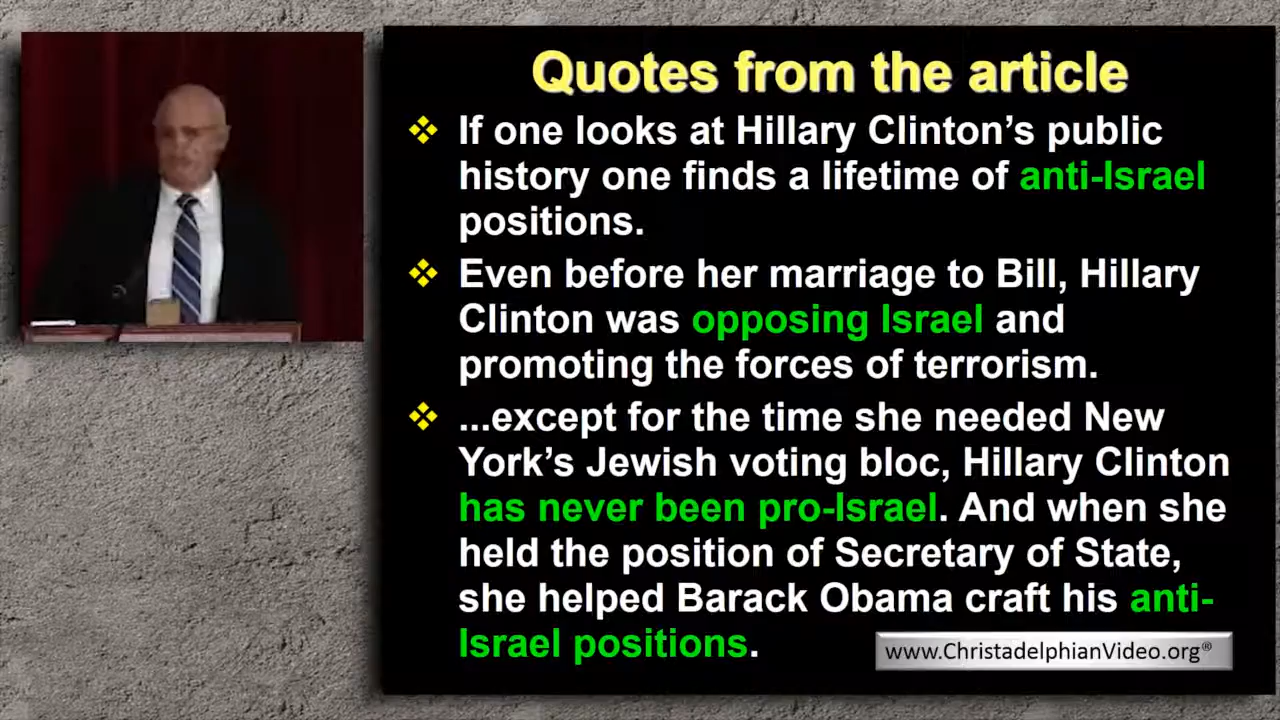 Quotes from the article
❖ If one looks at Hillary Clinton’s public
history one finds a lifetime of anti-Israel
positions.
❖ Even before her marriage to Bill, Hillary
Clinton was opposing Israel and
promoting the forces of terrorism.
❖ ...except for the time she needed New
York’s Jewish voting bloc, Hillary Clinton
has never been pro-Israel. And when she
held the position of Secretary of State,
she helped Barack Obama craft his anti-
Israel positions.
www.ChristadelphianVideo.org®